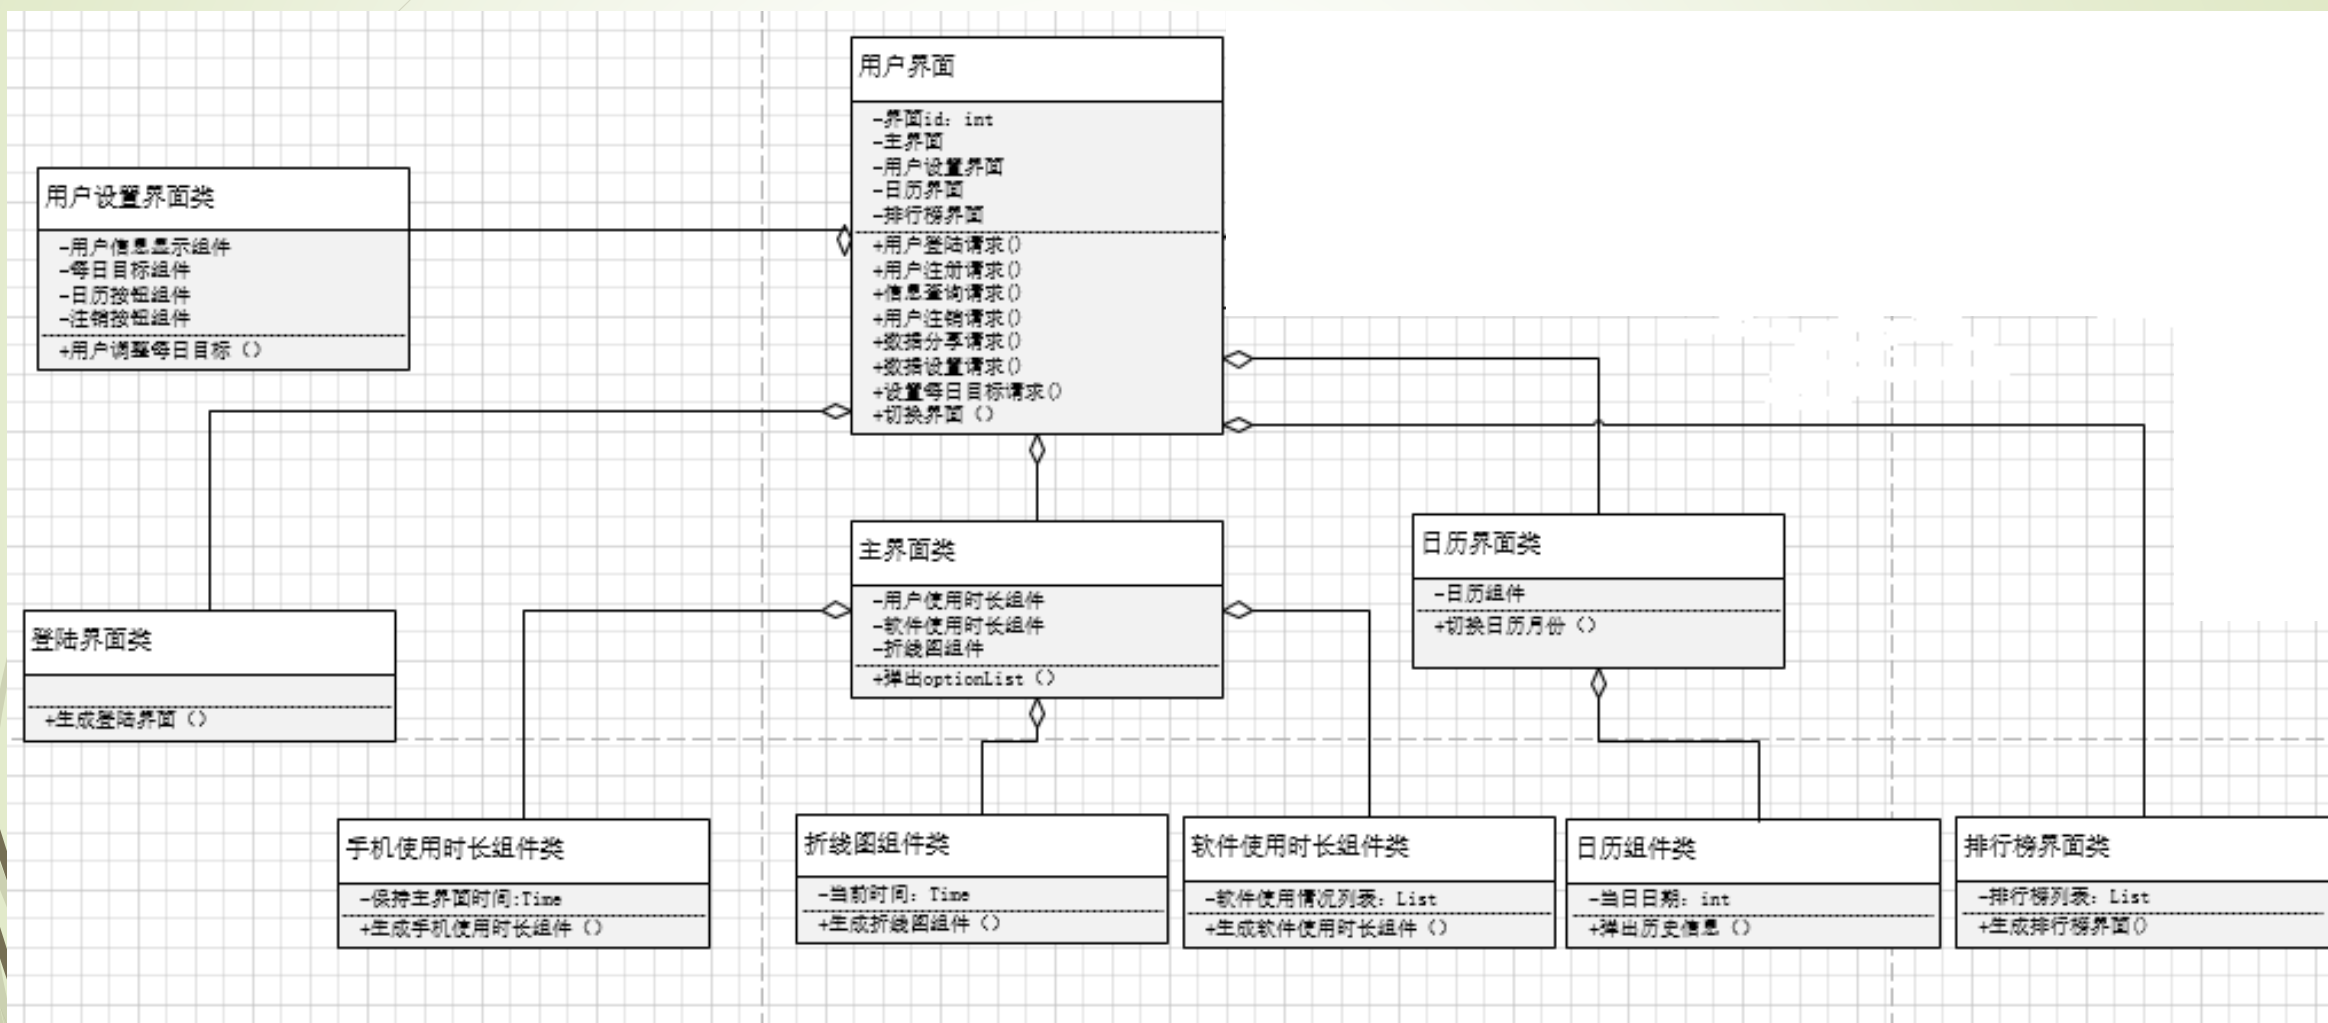 用户界面
-界面id: int
-主界面
-用户设置界面
-日历界面
-排行榜界面
+用户登陆请求()
+用户注册请求()
+信息查询请求()
+用户注销请求()
+数据分享请求()
+数据设置请求()
+设置每日目标请求()
+切换界面（）
用户设置界面类
-用户信息显示组件
-每日目标组件
-日历按钮组件
-注销按钮组件
+用户调整每日目标（）
主界面类
-用户使用时长组件
-软件使用时长组件
-折线图组件
+弹出optionList（）
日历界面类
-日历组件
+切换日历月份（）
登陆界面类
+生成登陆界面（）
手机使用时长组件类
-保持主界面时间:Time
+生成手机使用时长组件（）
折线图组件类
-当前时间: Time
+生成折线图组件（）
软件使用时长组件类
-软件使用情况列表: List
+生成软件使用时长组件（）
日历组件类
-当日日期: int
+弹出历史信息（）
排行榜界面类
-排行榜列表: List
+生成排行榜界面()